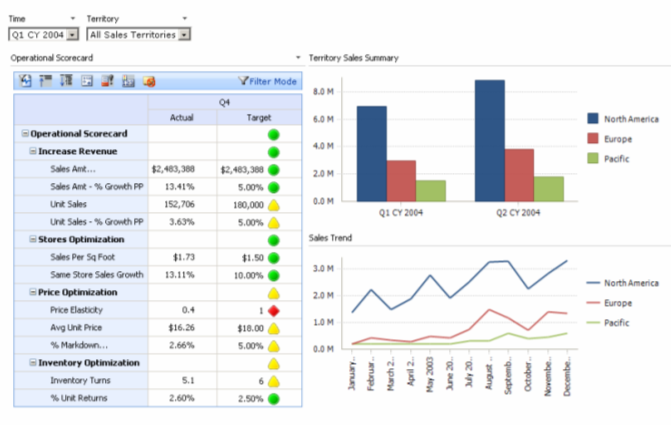 Time Territory
Q1 CY 2004 All Sales Territories
Operational Scorecard
Filter Mode
Q4
Actual Target
Operational Scorecard
Increase Revenue
Sales Amt... $2,483,388 $2,483,388
Sales Amt - % Growth PP 13.41% 5.00%
Unit Sales 152,706 180,000
Unit Sales - % Growth PP 3.63% 5.00%
Stores Optimization
Sales Per Sq Foot $1.73 $1.50
Same Store Sales Growth 13.11% 10.00%
Price Optimization
Price Elasticity 0.4 1
Avg Unit Price $16.26 $18.00
% Markdown... 2.66% 5.00%
Inventory Optimization
Inventory Turns 5.1 6
% Unit Returns 2.60% 2.50%
Territory Sales Summary
8.0 M
6.0 M
4.0 M
2.0 M
0.0 M
Q1 CY 2004 Q2 CY 2004
North America
Europe
Pacific
Sales Trend
3.0 M
2.0 M
1.0 M
0.0 M
January... Februar... March 2... April 2... May 2003 June 20... July 20... August ... Septemb... October ... Novembe... Decembe...
North America
Europe
Pacific